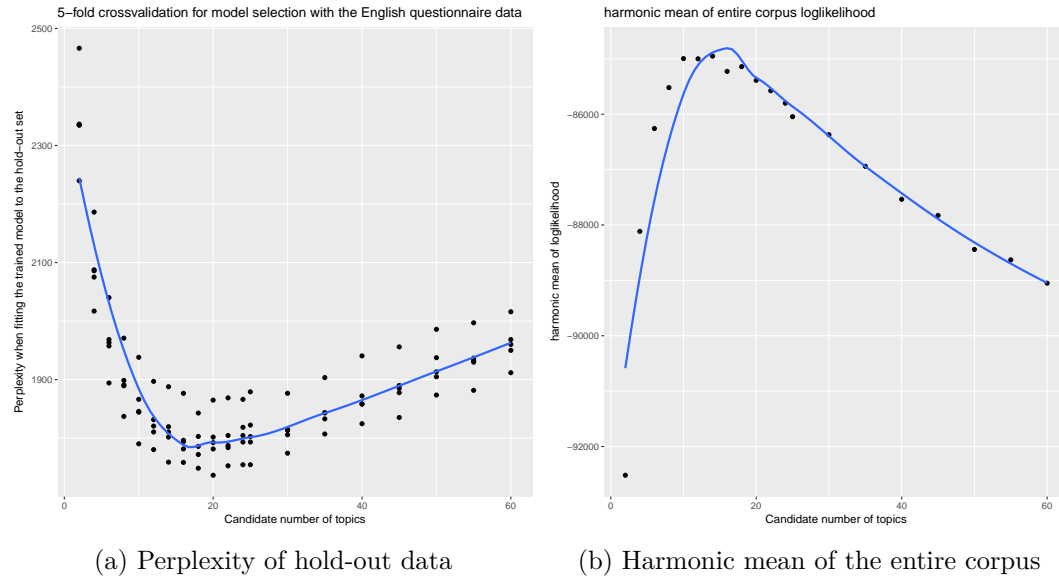 5−fold crossvalidation for model selection with the English questionnaire data
2500
2300
2100
1900
Perplexity when fitting the trained model to the hold−out set
0
20
40
60
Candidate number of topics
(a) Perplexity of hold-out data
harmonic mean of entire corpus loglikelihood
−86000
−88000
−90000
−92000
harmonic mean of loglikelihood
0
20
40
60
Candidate number of topics
(b) Harmonic mean of the entire corpus